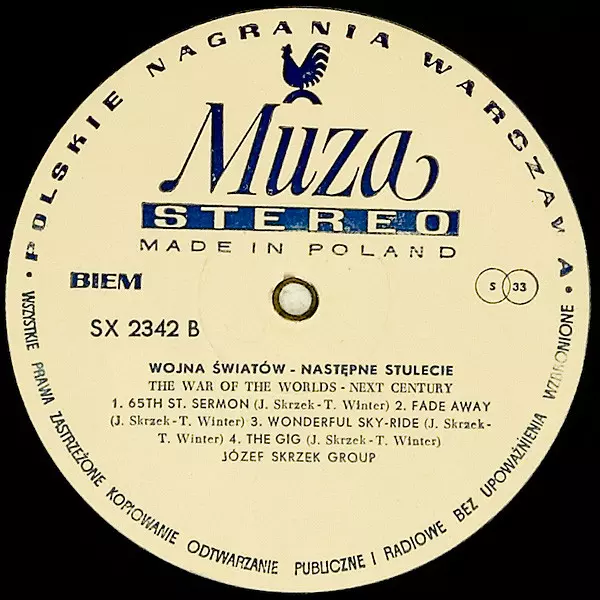 • POLSKIE NAGRANIA WARSZAWA •
Muza
STEREO
MADE IN POLAND
BIEM
S 33
SX 2342 B
WOJNA ŚWIATÓW - NASTĘPNE STULECIE
THE WAR OF THE WORLDS - NEXT CENTURY
1. 65TH ST. SERMON (J. Skrzek-T. Winter) 2. FADE AWAY
(J. Skrzek-T. Winter) 3. WONDERFUL SKY-RIDE (J. Skrzek-
T. Winter) 4. THE GIG (J. Skrzek-T. Winter)
JÓZEF SKRZEK GROUP
WSZYSTKIE PRAWA ZASTRZEŻONE KOPIOWANIE ODTWARZANIE PUBLICZNE I RADIOWE BEZ UPOWAŻNIENIA WZBRONIONE